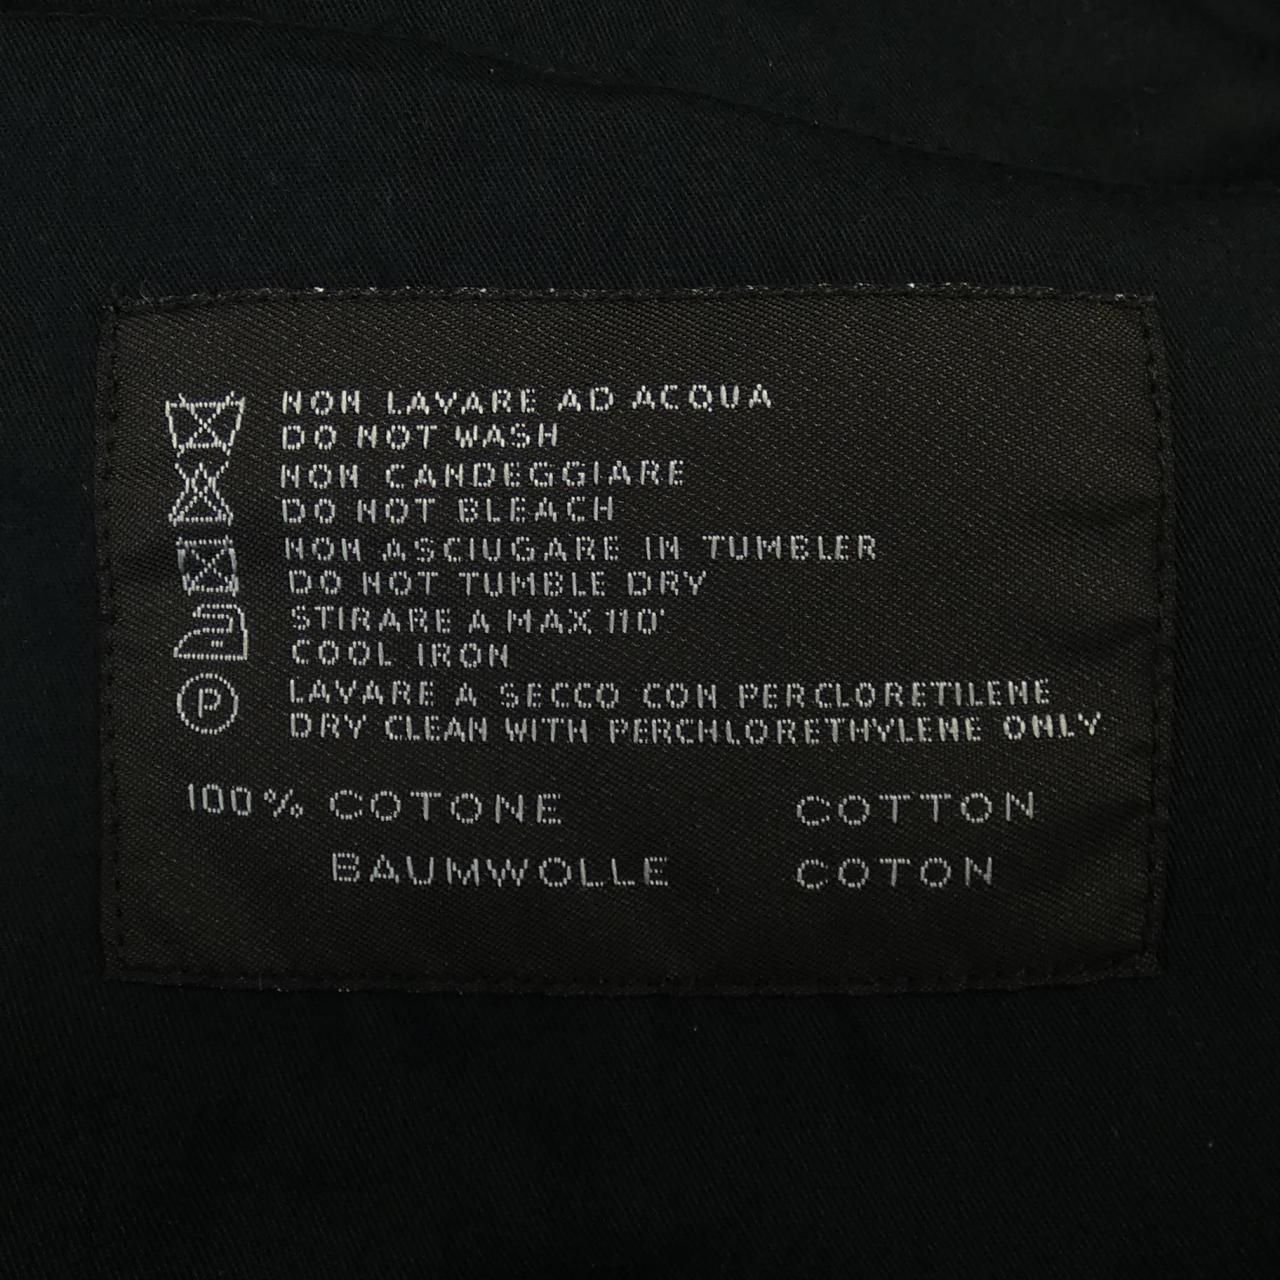 NON LAVARE AD ACQUA
DO NOT WASH
NON CANDEGGIARE
DO NOT BLEACH
NON ASCIUGARE IN TUMBLER
DO NOT TUMBLE DRY
STIRARE A MAX 110°
COOL IRON
P LAVARE A SECCO CON PERCLORETILENE
DRY CLEAN WITH PERCHLORETHYLENE ONLY
100% COTONE COTTON
BAUMWOLLE COTON